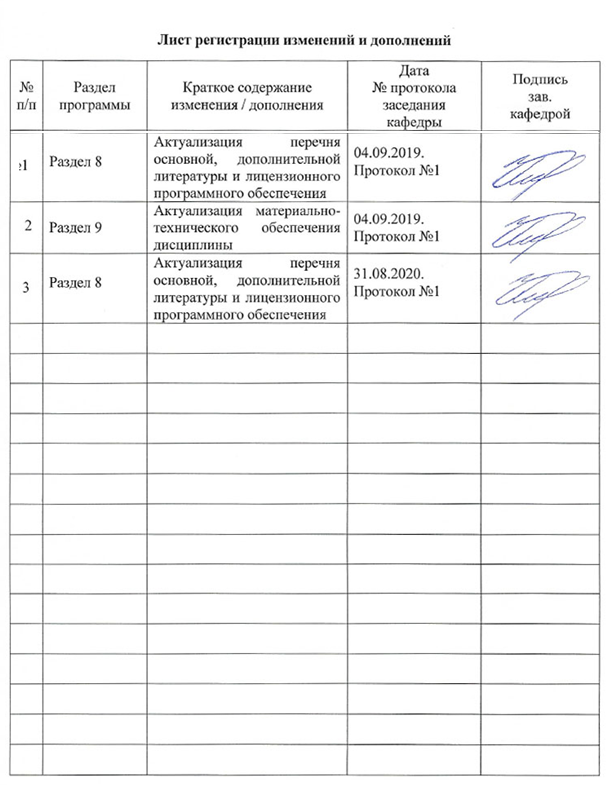 Лист регистрации изменений и дополнений
№
п/п
Раздел
программы
Краткое содержание
изменения / дополнения
Дата
№ протокола
заседания
кафедры
Подпись
зав.
кафедрой
1
Раздел 8
Актуализация перечня
основной, дополнительной
литературы и лицензионного
программного обеспечения
04.09.2019.
Протокол №1
2
Раздел 9
Актуализация материально-
технического обеспечения
дисциплины
04.09.2019.
Протокол №1
3
Раздел 8
Актуализация перечня
основной, дополнительной
литературы и лицензионного
программного обеспечения
31.08.2020.
Протокол №1